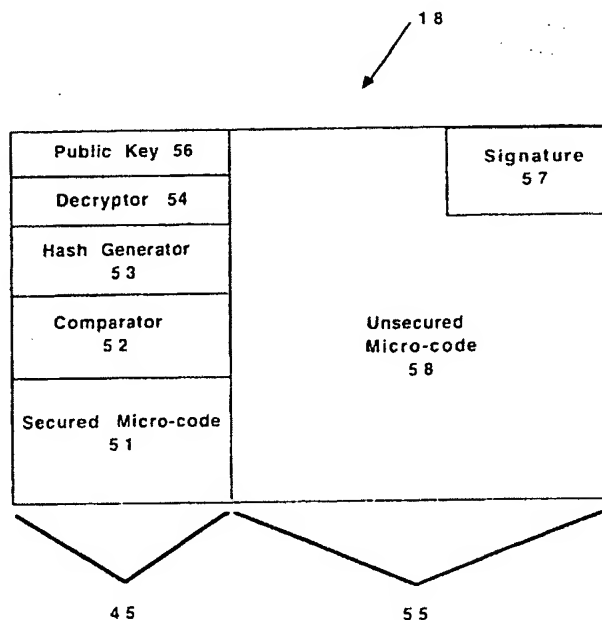 18
Public Key 56
Decryptor 54
Hash Generator
53
Comparator
52
Secured Micro-code
51
Signature
57
Unsecured
Micro-code
58
45
55